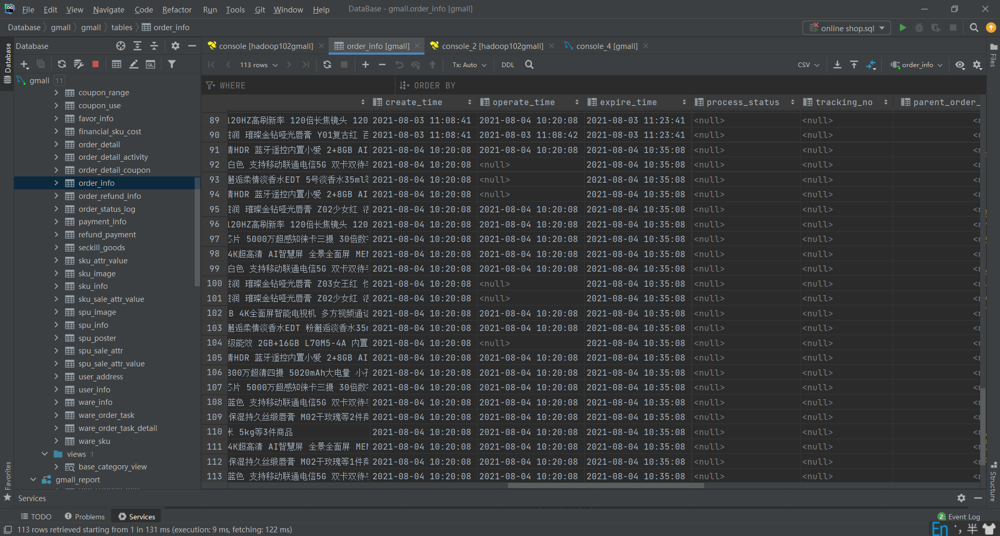 File Edit View Navigate Code Refactor Run Tools Git Window Help DataBase - gmall.order_info [gmall]
Database gmall gmall tables order_info online shop.sql
Database console [hadoop102gmall] order_info [gmall] console_2 [hadoop102gmall] console_4 [gmall]
113 rows Tx: Auto DDL CSV order_info
WHERE ORDER BY
gmall 11
coupon_range
coupon_use
favor_info
financial_sku_cost
order_detail
order_detail_activity
order_detail_coupon
order_info
order_refund_info
order_status_log
payment_info
refund_payment
seckill_goods
sku_attr_value
sku_image
sku_info
sku_sale_attr_value
spu_image
spu_info
spu_poster
spu_sale_attr
spu_sale_attr_value
user_address
user_info
ware_info
ware_order_task
ware_order_task_detail
ware_sku
views 1
base_category_view
gmall_report
create_time operate_time expire_time process_status tracking_no parent_order_
89 120HZ高刷新率 120倍长焦镜头 120 2021-08-03 11:08:41 2021-08-04 10:20:08 2021-08-03 11:23:41 <null> <null>
90 滋润 璀璨金钻哑光唇膏 Y01复古红 百 2021-08-03 11:08:41 2021-08-03 11:08:42 2021-08-03 11:23:41 <null> <null>
91 清HDR 蓝牙遥控内置小爱 2+8GB AI 2021-08-04 10:20:08 2021-08-04 10:20:08 2021-08-04 10:35:08 <null> <null>
92 白色 支持移动联通电信5G 双卡双待手 2021-08-04 10:20:08 <null> 2021-08-04 10:35:08 <null> <null>
93 邂逅柔情淡香水EDT 5号淡香水35ml等 2021-08-04 10:20:08 <null> 2021-08-04 10:35:08 <null> <null>
94 清HDR 蓝牙遥控内置小爱 2+8GB AI 2021-08-04 10:20:08 <null> 2021-08-04 10:35:08 <null> <null>
95 滋润 璀璨金钻哑光唇膏 Z02少女红 活 2021-08-04 10:20:08 2021-08-04 10:20:08 2021-08-04 10:35:08 <null> <null>
96 120HZ高刷新率 120倍长焦镜头 120 2021-08-04 10:20:08 2021-08-04 10:20:08 2021-08-04 10:35:08 <null> <null>
97 芯片 5000万超感知徕卡三摄 30倍数字 2021-08-04 10:20:08 2021-08-04 10:20:08 2021-08-04 10:35:08 <null> <null>
98 4K超高清 AI智慧屏 全景全面屏 MEM 2021-08-04 10:20:08 2021-08-04 10:20:08 2021-08-04 10:35:08 <null> <null>
99 白色 支持移动联通电信5G 双卡双待手 2021-08-04 10:20:08 2021-08-04 10:20:08 2021-08-04 10:35:08 <null> <null>
100 滋润 璀璨金钻哑光唇膏 Z03女王红 性 2021-08-04 10:20:08 <null> 2021-08-04 10:35:08 <null> <null>
101 滋润 璀璨金钻哑光唇膏 Z02少女红 活 2021-08-04 10:20:08 <null> 2021-08-04 10:35:08 <null> <null>
102 B 4K全面屏智能电视机 多方视频通话 2021-08-04 10:20:08 2021-08-04 10:20:08 2021-08-04 10:35:08 <null> <null>
103 邂逅柔情淡香水EDT 粉邂逅淡香水35m 2021-08-04 10:20:08 2021-08-04 10:20:08 2021-08-04 10:35:08 <null> <null>
104 级能效 2GB+16GB L70M5-4A 内置 2021-08-04 10:20:08 <null> 2021-08-04 10:35:08 <null> <null>
105 清HDR 蓝牙遥控内置小爱 2+8GB AI 2021-08-04 10:20:08 2021-08-04 10:20:08 2021-08-04 10:35:08 <null> <null>
106 800万超清四摄 5020mAh大电量 小孔 2021-08-04 10:20:08 2021-08-04 10:20:08 2021-08-04 10:35:08 <null> <null>
107 芯片 5000万超感知徕卡三摄 30倍数字 2021-08-04 10:20:08 2021-08-04 10:20:08 2021-08-04 10:35:08 <null> <null>
108 蓝色 支持移动联通电信5G 双卡双待手 2021-08-04 10:20:08 2021-08-04 10:20:08 2021-08-04 10:35:08 <null> <null>
109 保湿持久丝缎唇膏 M02干玫瑰等2件商 2021-08-04 10:20:08 2021-08-04 10:20:08 2021-08-04 10:35:08 <null> <null>
110 米 5kg等3件商品 2021-08-04 10:20:08 2021-08-04 10:20:08 2021-08-04 10:35:08 <null> <null>
111 4K超高清 AI智慧屏 全景全面屏 MEM 2021-08-04 10:20:08 2021-08-04 10:20:08 2021-08-04 10:35:08 <null> <null>
112 保湿持久丝缎唇膏 M02干玫瑰等1件商 2021-08-04 10:20:08 2021-08-04 10:20:08 2021-08-04 10:35:08 <null> <null>
113 蓝色 支持移动联通电信5G 双卡双待手 2021-08-04 10:20:08 2021-08-04 10:20:08 2021-08-04 10:35:08 <null> <null>
Database
Favorites
Files
Structure
Services
TODO Problems Services 2 Event Log
113 rows retrieved starting from 1 in 131 ms (execution: 9 ms, fetching: 122 ms)
En 半